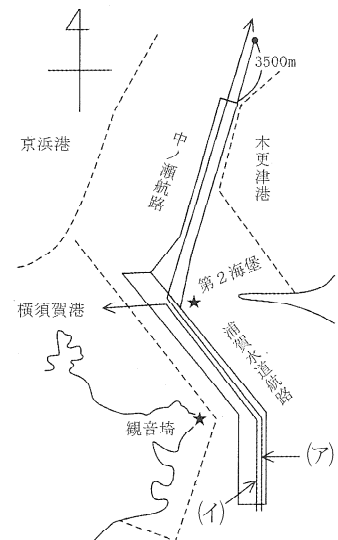 3500m
京浜港
中ノ瀬航路
木更津港
第2海堡
横須賀港
浦賀水道航路
観音埼
(ア)
(イ)